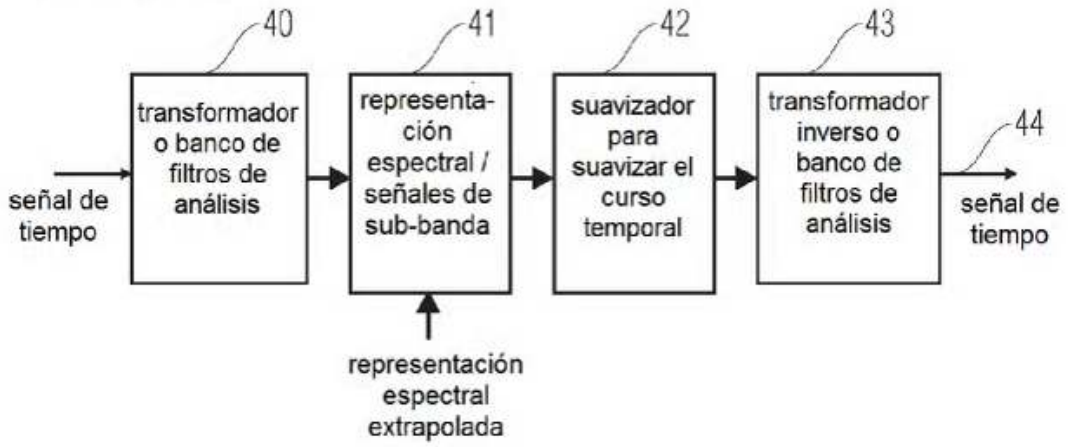 40
41
42
43
transformador
o banco de
filtros de
análisis
representa-
ción
espectral /
señales de
sub-banda
suavizador
para
suavizar el
curso
temporal
transformador
inverso o
banco de
filtros de
análisis
44
señal de
tiempo
señal de
tiempo
representación
espectral
extrapolada